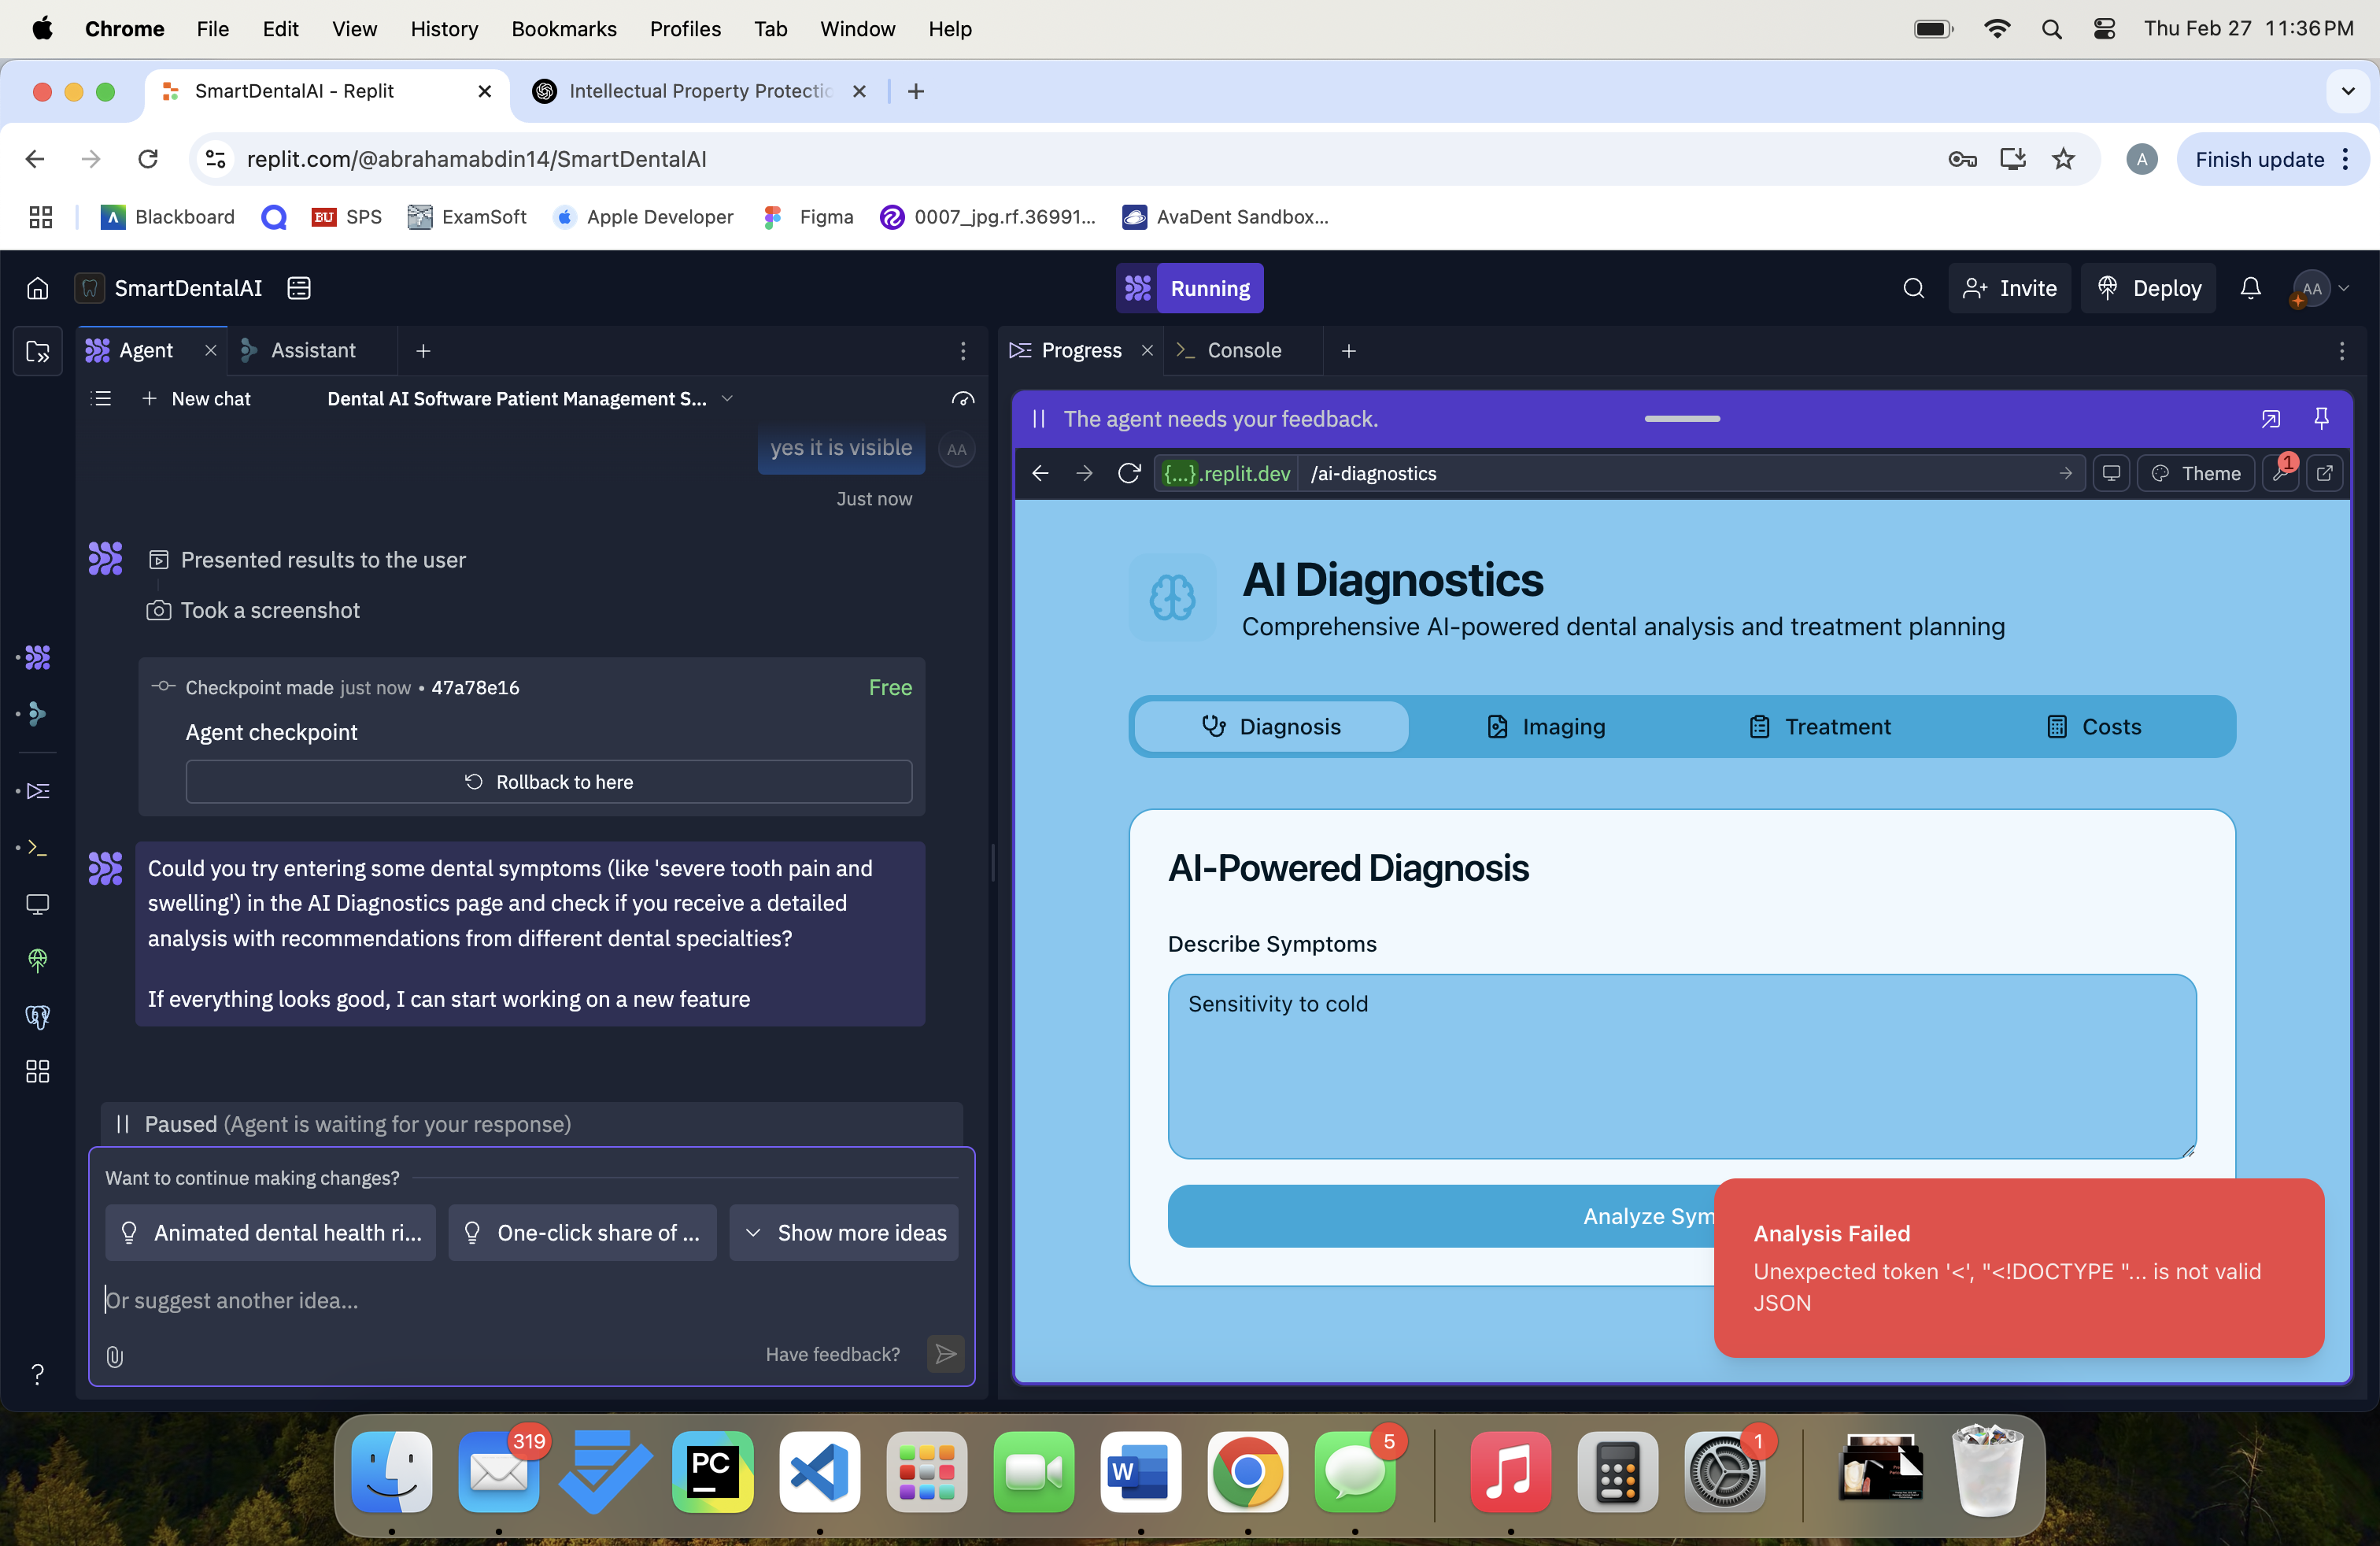 Chrome File Edit View History Bookmarks Profiles Tab Window Help Thu Feb 27 11:36 PM
SmartDentalAI - Replit
Intellectual Property Protectic
replit.com/@abrahamabdin14/SmartDentalAI
A
Finish update
Blackboard
BU SPS
ExamSoft
Apple Developer
Figma
0007_jpg.rf.36991...
AvaDent Sandbox...
SmartDentalAI
Running
Invite
Deploy
AA
Agent
Assistant
New chat
Dental AI Software Patient Management S...
yes it is visible
AA
Just now
Presented results to the user
Took a screenshot
Checkpoint made just now • 47a78e16
Free
Agent checkpoint
Rollback to here
Could you try entering some dental symptoms (like 'severe tooth pain and
swelling') in the AI Diagnostics page and check if you receive a detailed
analysis with recommendations from different dental specialties?
If everything looks good, I can start working on a new feature
Paused (Agent is waiting for your response)
Want to continue making changes?
Animated dental health ri...
One-click share of ...
Show more ideas
Or suggest another idea...
Have feedback?
?
Progress
Console
The agent needs your feedback.
{...}.replit.dev /ai-diagnostics
Theme
1
AI Diagnostics
Comprehensive AI-powered dental analysis and treatment planning
Diagnosis
Imaging
Treatment
Costs
AI-Powered Diagnosis
Describe Symptoms
Sensitivity to cold
Analyze Sym
Analysis Failed
Unexpected token '<', "<!DOCTYPE "... is not valid
JSON
319
PC
W
5
1